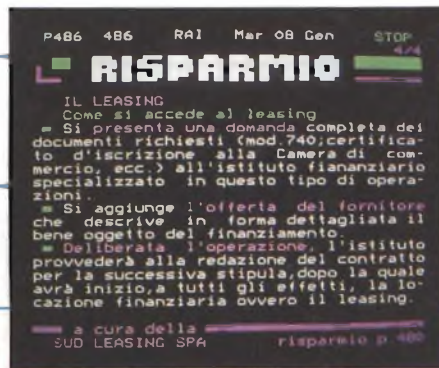 P486 486 RAI Mar 08 Gen STOP
4/4
RISPARMIO
IL LEASING
Come si accede al leasing
Si presenta una domanda completa dei
documenti richiesti (mod.740;certifica-
to d'iscrizione alla Camera di com-
mercio, ecc.) all'istituto fiananziario
specializzato in questo tipo di opera-
zioni.
Si aggiunge l'offerta del fornitore
che descrive in forma dettagliata il
bene oggetto del finanziamento.
Deliberata l'operazione, l'istituto
provvederà alla redazione del contratto
per la successiva stipula,dopo la quale
avrà inizio,a tutti gli effetti, la lo-
cazione finanziaria ovvero il leasing.
a cura della
SUD LEASING SPA risparmio p 480